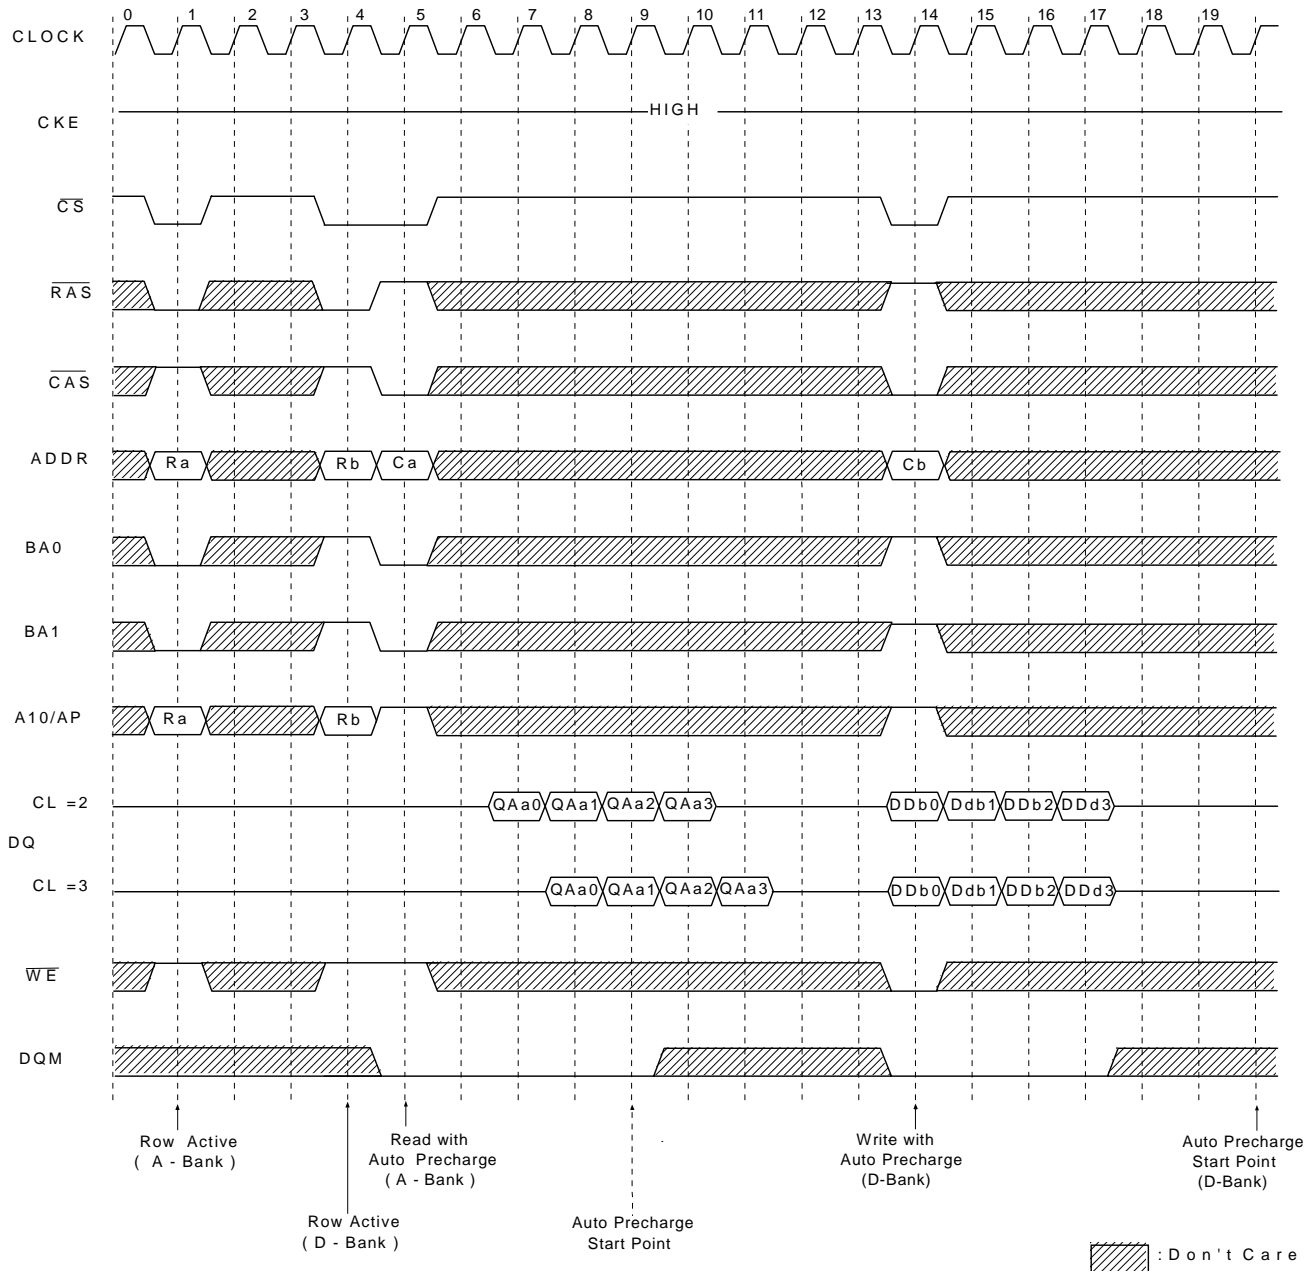 0 1 2 3 4 5 6 7 8 9 10 11 12 13 14 15 16 17 18 19
CLOCK
HIGH
CKE
CS
RAS
CAS
ADDR Ra Rb Ca Cb
BA0
BA1
A10/AP Ra Rb
CL =2 QAa0 QAa1 QAa2 QAa3 DDb0 Ddb1 DDb2 DDd3
DQ
CL =3 QAa0 QAa1 QAa2 QAa3 DDb0 Ddb1 DDb2 DDd3
WE
DQM
Row Active
( A - Bank )
Read with
Auto Precharge
( A - Bank )
Write with
Auto Precharge
(D-Bank)
Auto Precharge
Start Point
(D-Bank)
Row Active
( D - Bank )
Auto Precharge
Start Point
: Don't Care